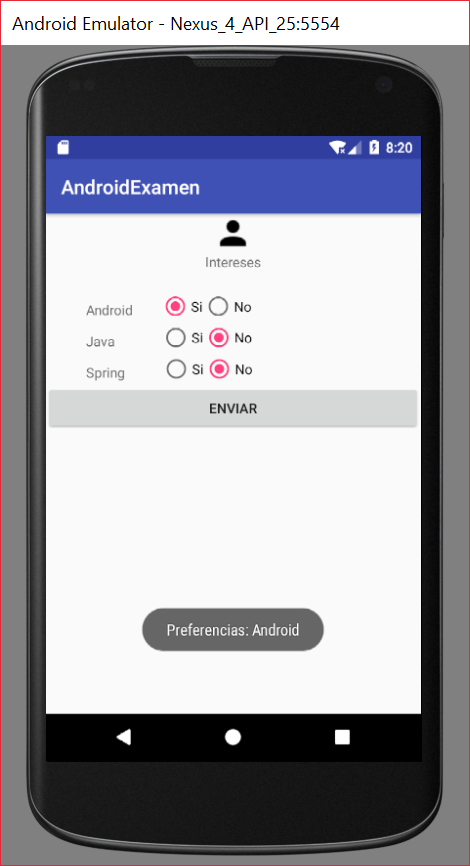 Android Emulator - Nexus_4_API_25:5554
8:20
AndroidExamen
Intereses
Android Si No
Java Si No
Spring Si No
ENVIAR
Preferencias: Android